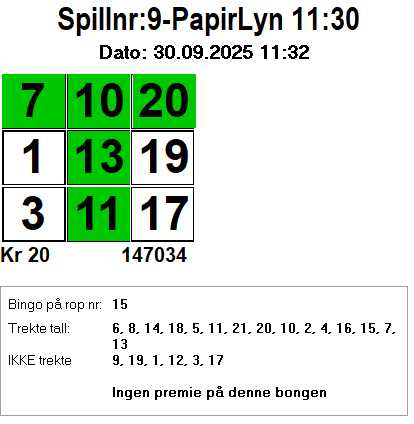 Spillnr:9-PapirLyn 11:30
Dato: 30.09.2025 11:32
7 10 20
1 13 19
3 11 17
Kr 20 147034
Bingo på rop nr: 15
Trekte tall: 6, 8, 14, 18, 5, 11, 21, 20, 10, 2, 4, 16, 15, 7,
13
IKKE trekte 9, 19, 1, 12, 3, 17
Ingen premie på denne bongen